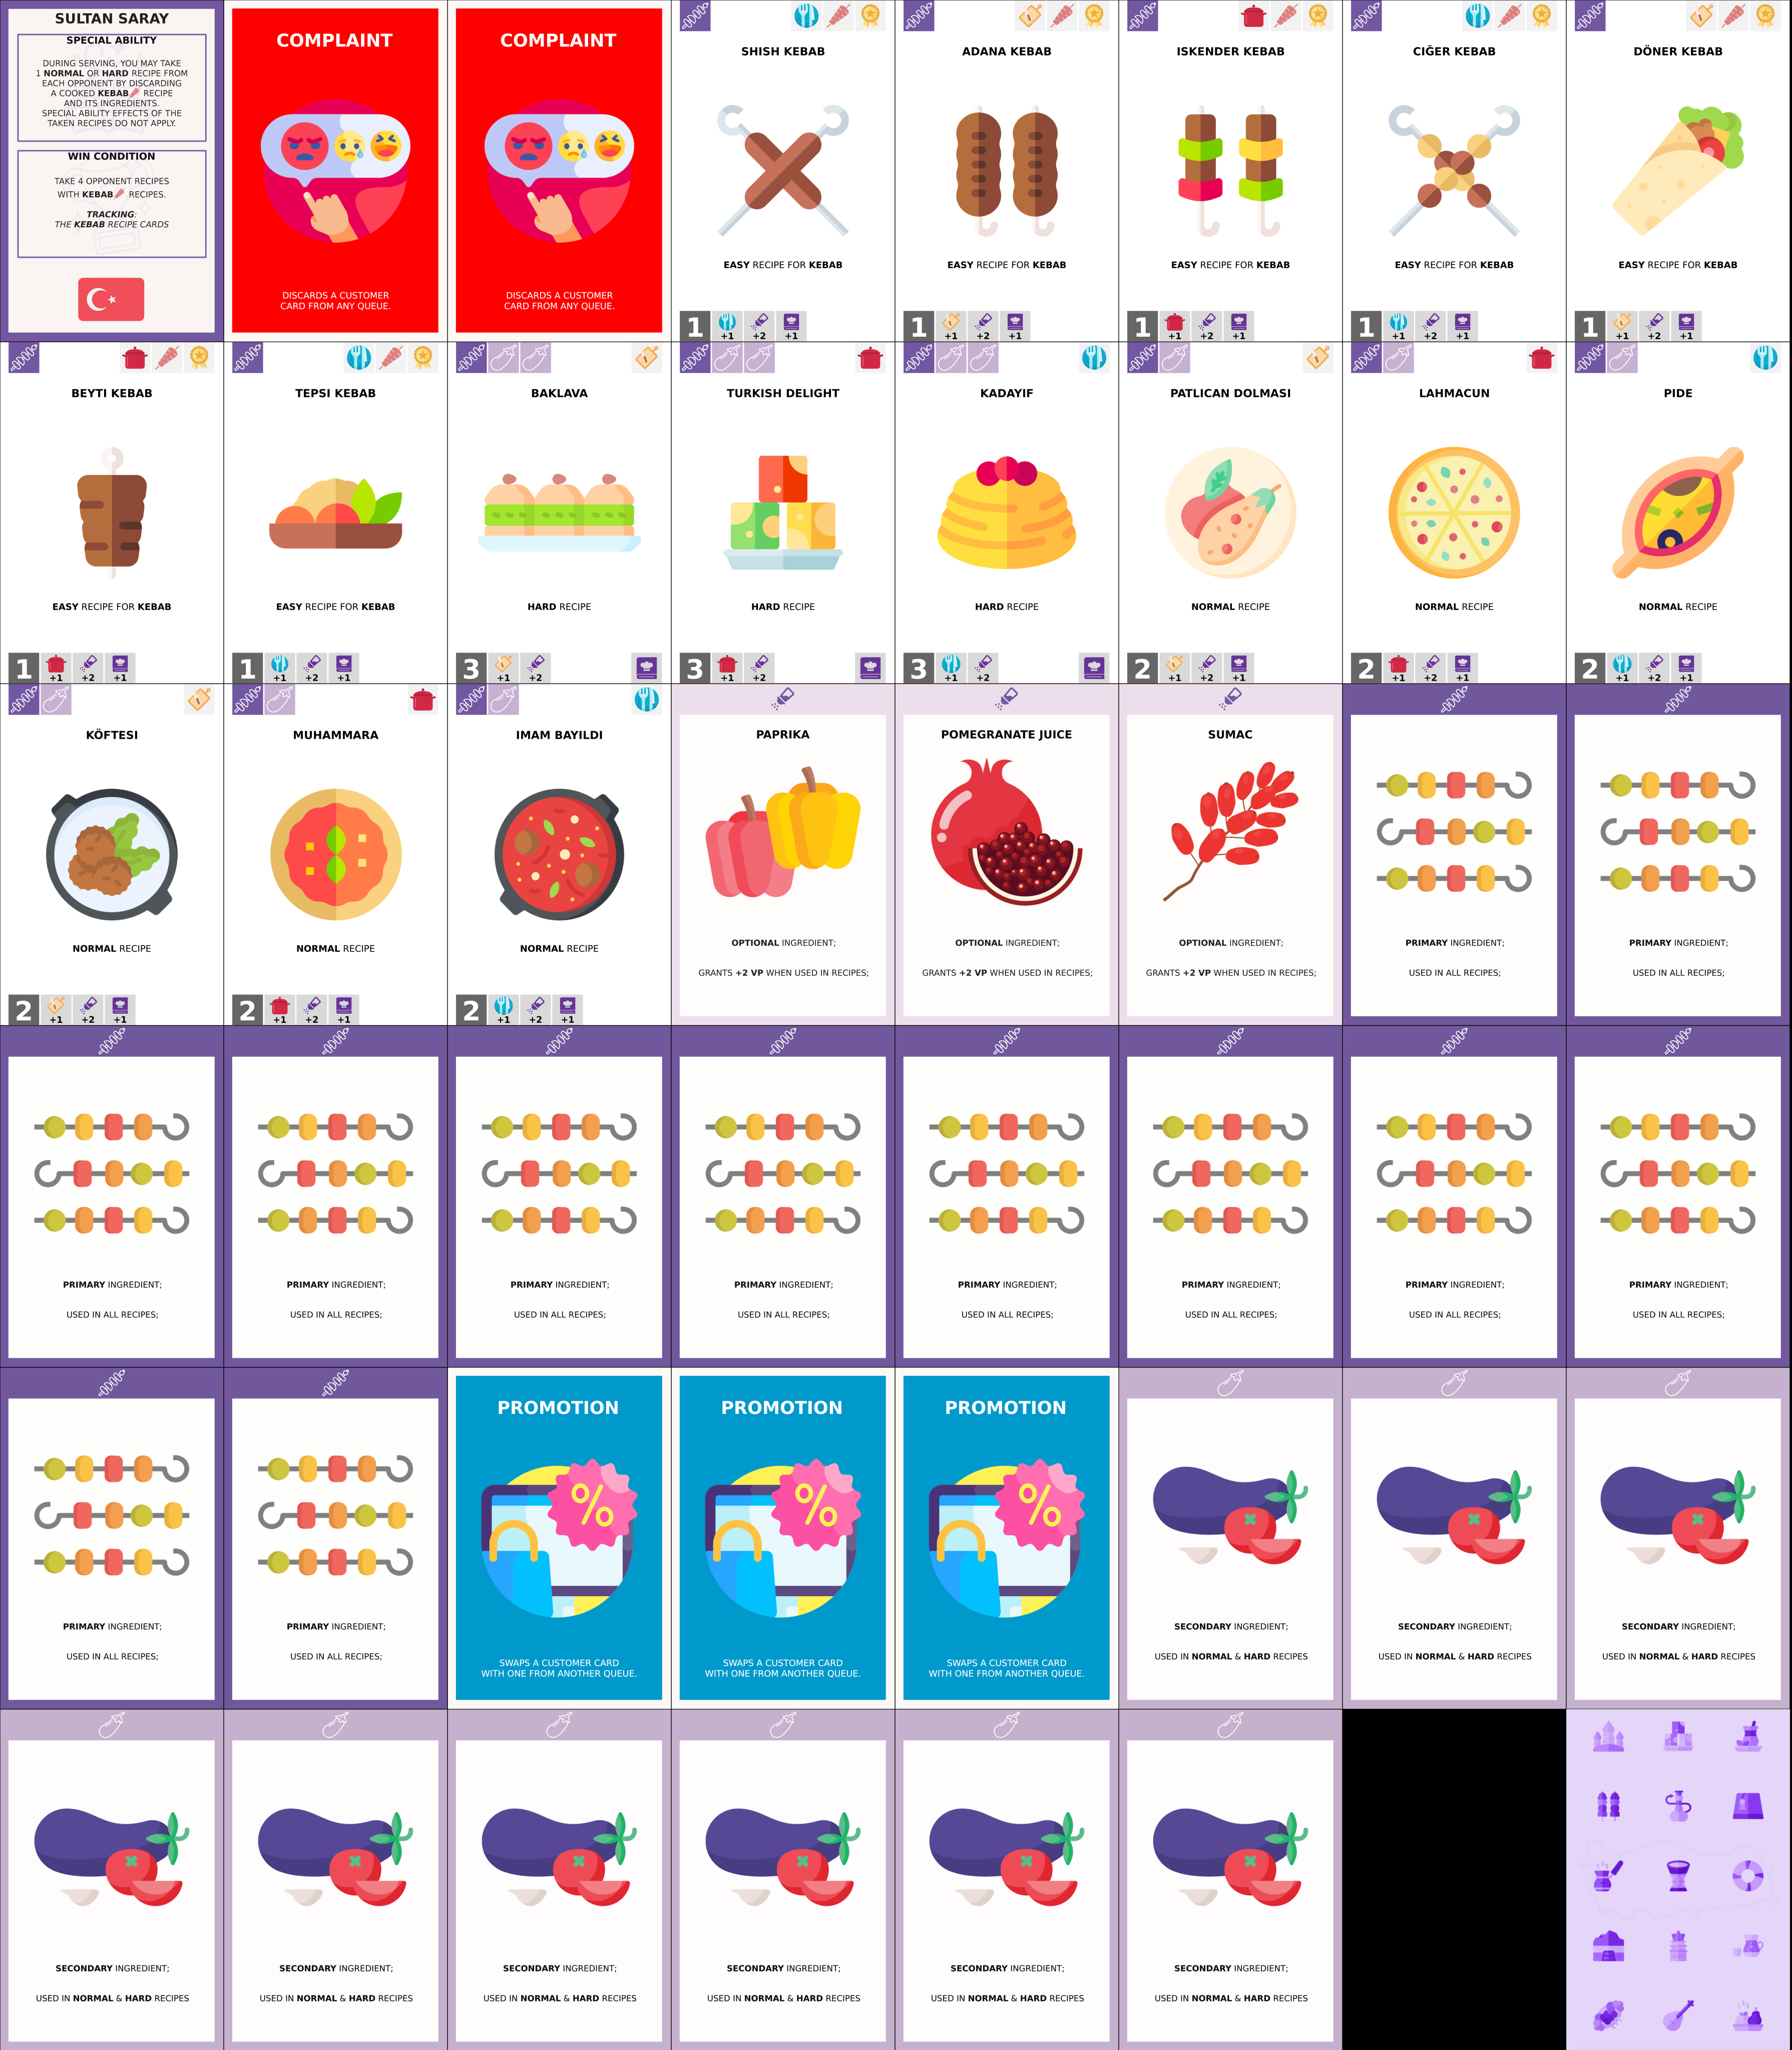 SULTAN SARAY
SPECIAL ABILITY
DURING SERVING, YOU MAY TAKE
1 NORMAL OR HARD RECIPE FROM
EACH OPPONENT BY DISCARDING
A COOKED KEBAB RECIPE
AND ITS INGREDIENTS.
SPECIAL ABILITY EFFECTS OF THE
TAKEN RECIPES DO NOT APPLY.
WIN CONDITION
TAKE 4 OPPONENT RECIPES
WITH KEBAB RECIPES.
TRACKING:
THE KEBAB RECIPE CARDS
COMPLAINT
DISCARDS A CUSTOMER
CARD FROM ANY QUEUE.
COMPLAINT
DISCARDS A CUSTOMER
CARD FROM ANY QUEUE.
SHISH KEBAB
EASY RECIPE FOR KEBAB
1 +1 +2 +1
ADANA KEBAB
EASY RECIPE FOR KEBAB
1 +1 +2 +1
ISKENDER KEBAB
EASY RECIPE FOR KEBAB
1 +1 +2 +1
CIĞER KEBAB
EASY RECIPE FOR KEBAB
1 +1 +2 +1
DÖNER KEBAB
EASY RECIPE FOR KEBAB
1 +1 +2 +1
BEYTI KEBAB
EASY RECIPE FOR KEBAB
1 +1 +2 +1
TEPSI KEBAB
EASY RECIPE FOR KEBAB
1 +1 +2 +1
BAKLAVA
HARD RECIPE
3 +1 +2
TURKISH DELIGHT
HARD RECIPE
3 +1 +2
KADAYIF
HARD RECIPE
3 +1 +2
PATLICAN DOLMASI
NORMAL RECIPE
2 +1 +2 +1
LAHMACUN
NORMAL RECIPE
2 +1 +2 +1
PIDE
NORMAL RECIPE
2 +1 +2 +1
KÖFTESI
NORMAL RECIPE
2 +1 +2 +1
MUHAMMARA
NORMAL RECIPE
2 +1 +2 +1
IMAM BAYILDI
NORMAL RECIPE
2 +1 +2 +1
PAPRIKA
OPTIONAL INGREDIENT;
GRANTS +2 VP WHEN USED IN RECIPES;
POMEGRANATE JUICE
OPTIONAL INGREDIENT;
GRANTS +2 VP WHEN USED IN RECIPES;
SUMAC
OPTIONAL INGREDIENT;
GRANTS +2 VP WHEN USED IN RECIPES;
PRIMARY INGREDIENT;
USED IN ALL RECIPES;
PRIMARY INGREDIENT;
USED IN ALL RECIPES;
PRIMARY INGREDIENT;
USED IN ALL RECIPES;
PRIMARY INGREDIENT;
USED IN ALL RECIPES;
PRIMARY INGREDIENT;
USED IN ALL RECIPES;
PRIMARY INGREDIENT;
USED IN ALL RECIPES;
PRIMARY INGREDIENT;
USED IN ALL RECIPES;
PRIMARY INGREDIENT;
USED IN ALL RECIPES;
PRIMARY INGREDIENT;
USED IN ALL RECIPES;
PRIMARY INGREDIENT;
USED IN ALL RECIPES;
PRIMARY INGREDIENT;
USED IN ALL RECIPES;
PRIMARY INGREDIENT;
USED IN ALL RECIPES;
PROMOTION
%
SWAPS A CUSTOMER CARD
WITH ONE FROM ANOTHER QUEUE.
PROMOTION
%
SWAPS A CUSTOMER CARD
WITH ONE FROM ANOTHER QUEUE.
PROMOTION
%
SWAPS A CUSTOMER CARD
WITH ONE FROM ANOTHER QUEUE.
SECONDARY INGREDIENT;
USED IN NORMAL & HARD RECIPES
SECONDARY INGREDIENT;
USED IN NORMAL & HARD RECIPES
SECONDARY INGREDIENT;
USED IN NORMAL & HARD RECIPES
SECONDARY INGREDIENT;
USED IN NORMAL & HARD RECIPES
SECONDARY INGREDIENT;
USED IN NORMAL & HARD RECIPES
SECONDARY INGREDIENT;
USED IN NORMAL & HARD RECIPES
SECONDARY INGREDIENT;
USED IN NORMAL & HARD RECIPES
SECONDARY INGREDIENT;
USED IN NORMAL & HARD RECIPES
SECONDARY INGREDIENT;
USED IN NORMAL & HARD RECIPES